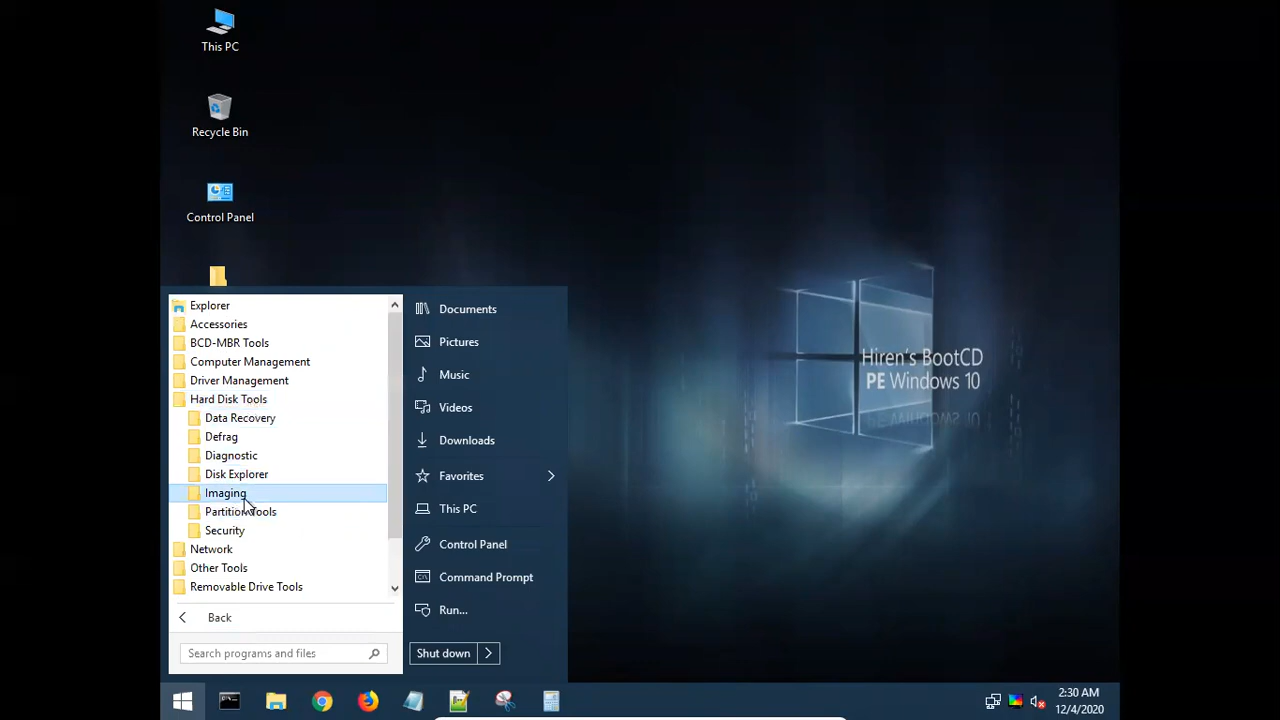 This PC
Recycle Bin
Control Panel
Explorer
Accessories
BCD-MBR Tools
Computer Management
Driver Management
Hard Disk Tools
Data Recovery
Defrag
Diagnostic
Disk Explorer
Imaging
Partition Tools
Security
Network
Other Tools
Removable Drive Tools
Back
Search programs and files
Documents
Pictures
Music
Videos
Downloads
Favorites
This PC
Control Panel
Command Prompt
Run...
Shut down
Hiren's BootCD
PE Windows 10
2:30 AM
12/4/2020